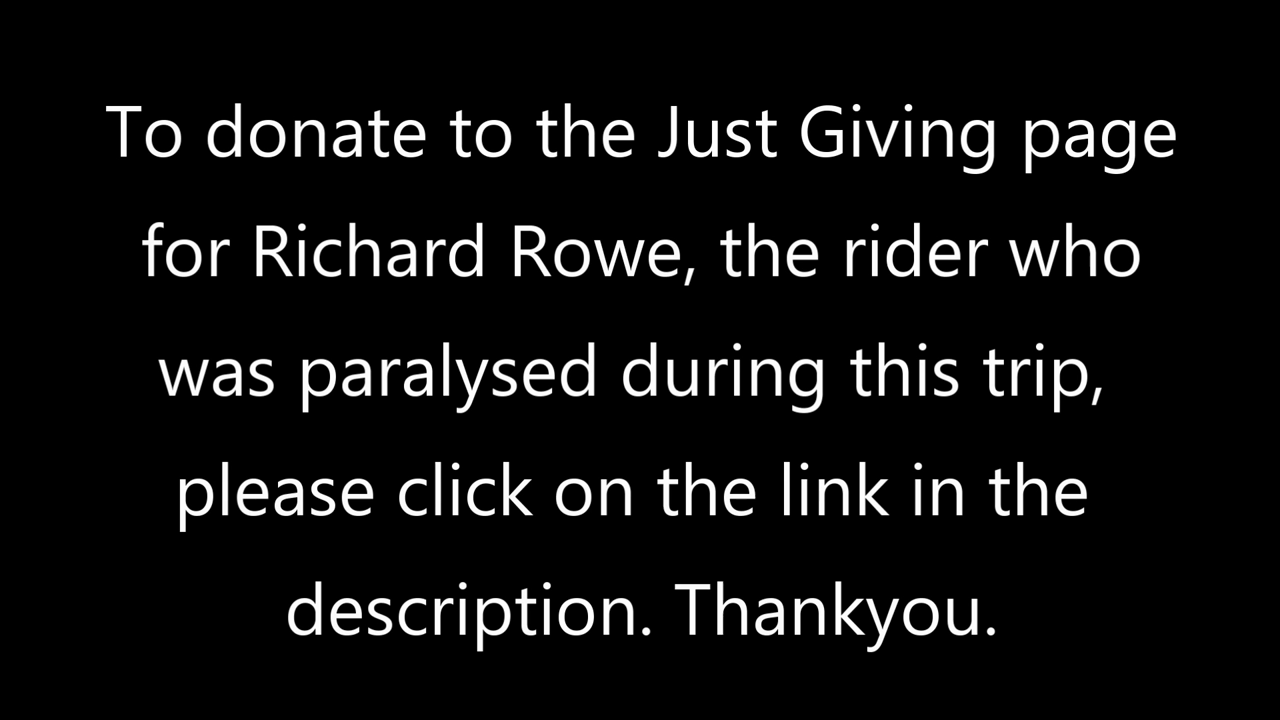 To donate to the Just Giving page
for Richard Rowe, the rider who
was paralysed during this trip,
please click on the link in the
description. Thankyou.